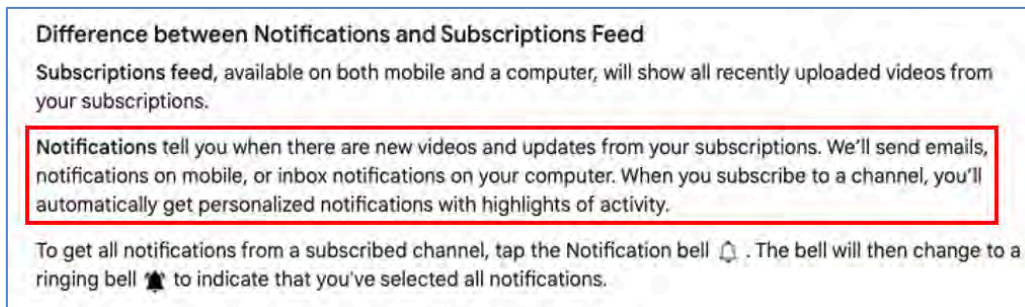 Difference between Notifications and Subscriptions Feed
Subscriptions feed, available on both mobile and a computer, will show all recently uploaded videos from
your subscriptions.
Notifications tell you when there are new videos and updates from your subscriptions. We'll send emails,
notifications on mobile, or inbox notifications on your computer. When you subscribe to a channel, you'll
automatically get personalized notifications with highlights of activity.
To get all notifications from a subscribed channel, tap the Notification bell . The bell will then change to a
ringing bell to indicate that you've selected all notifications.